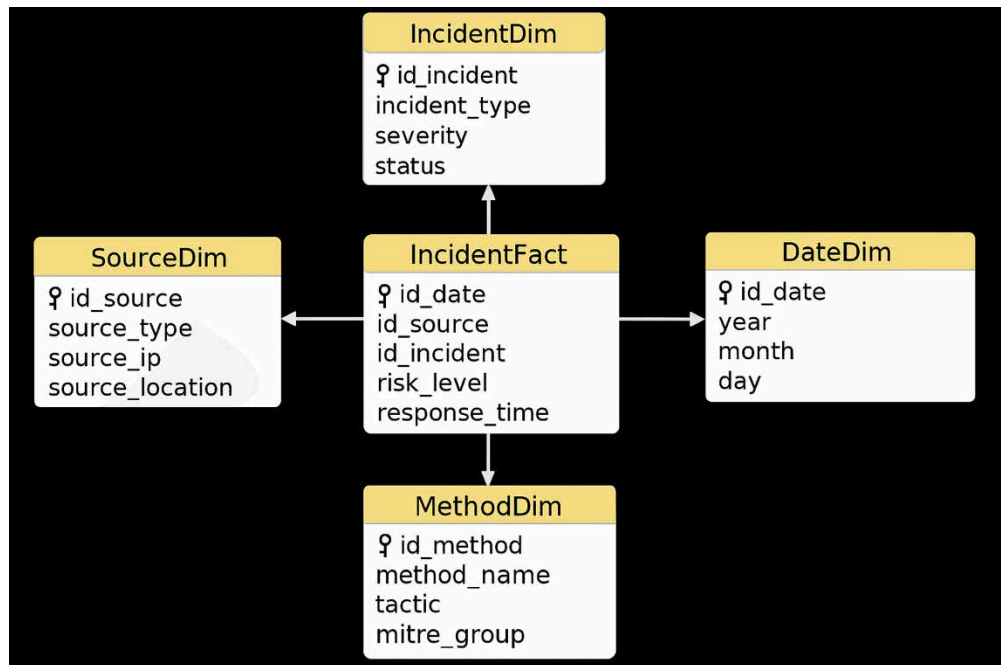 IncidentDim
id_incident
incident_type
severity
status
SourceDim
id_source
source_type
source_ip
source_location
IncidentFact
id_date
id_source
id_incident
risk_level
response_time
DateDim
id_date
year
month
day
MethodDim
id_method
method_name
tactic
mitre_group